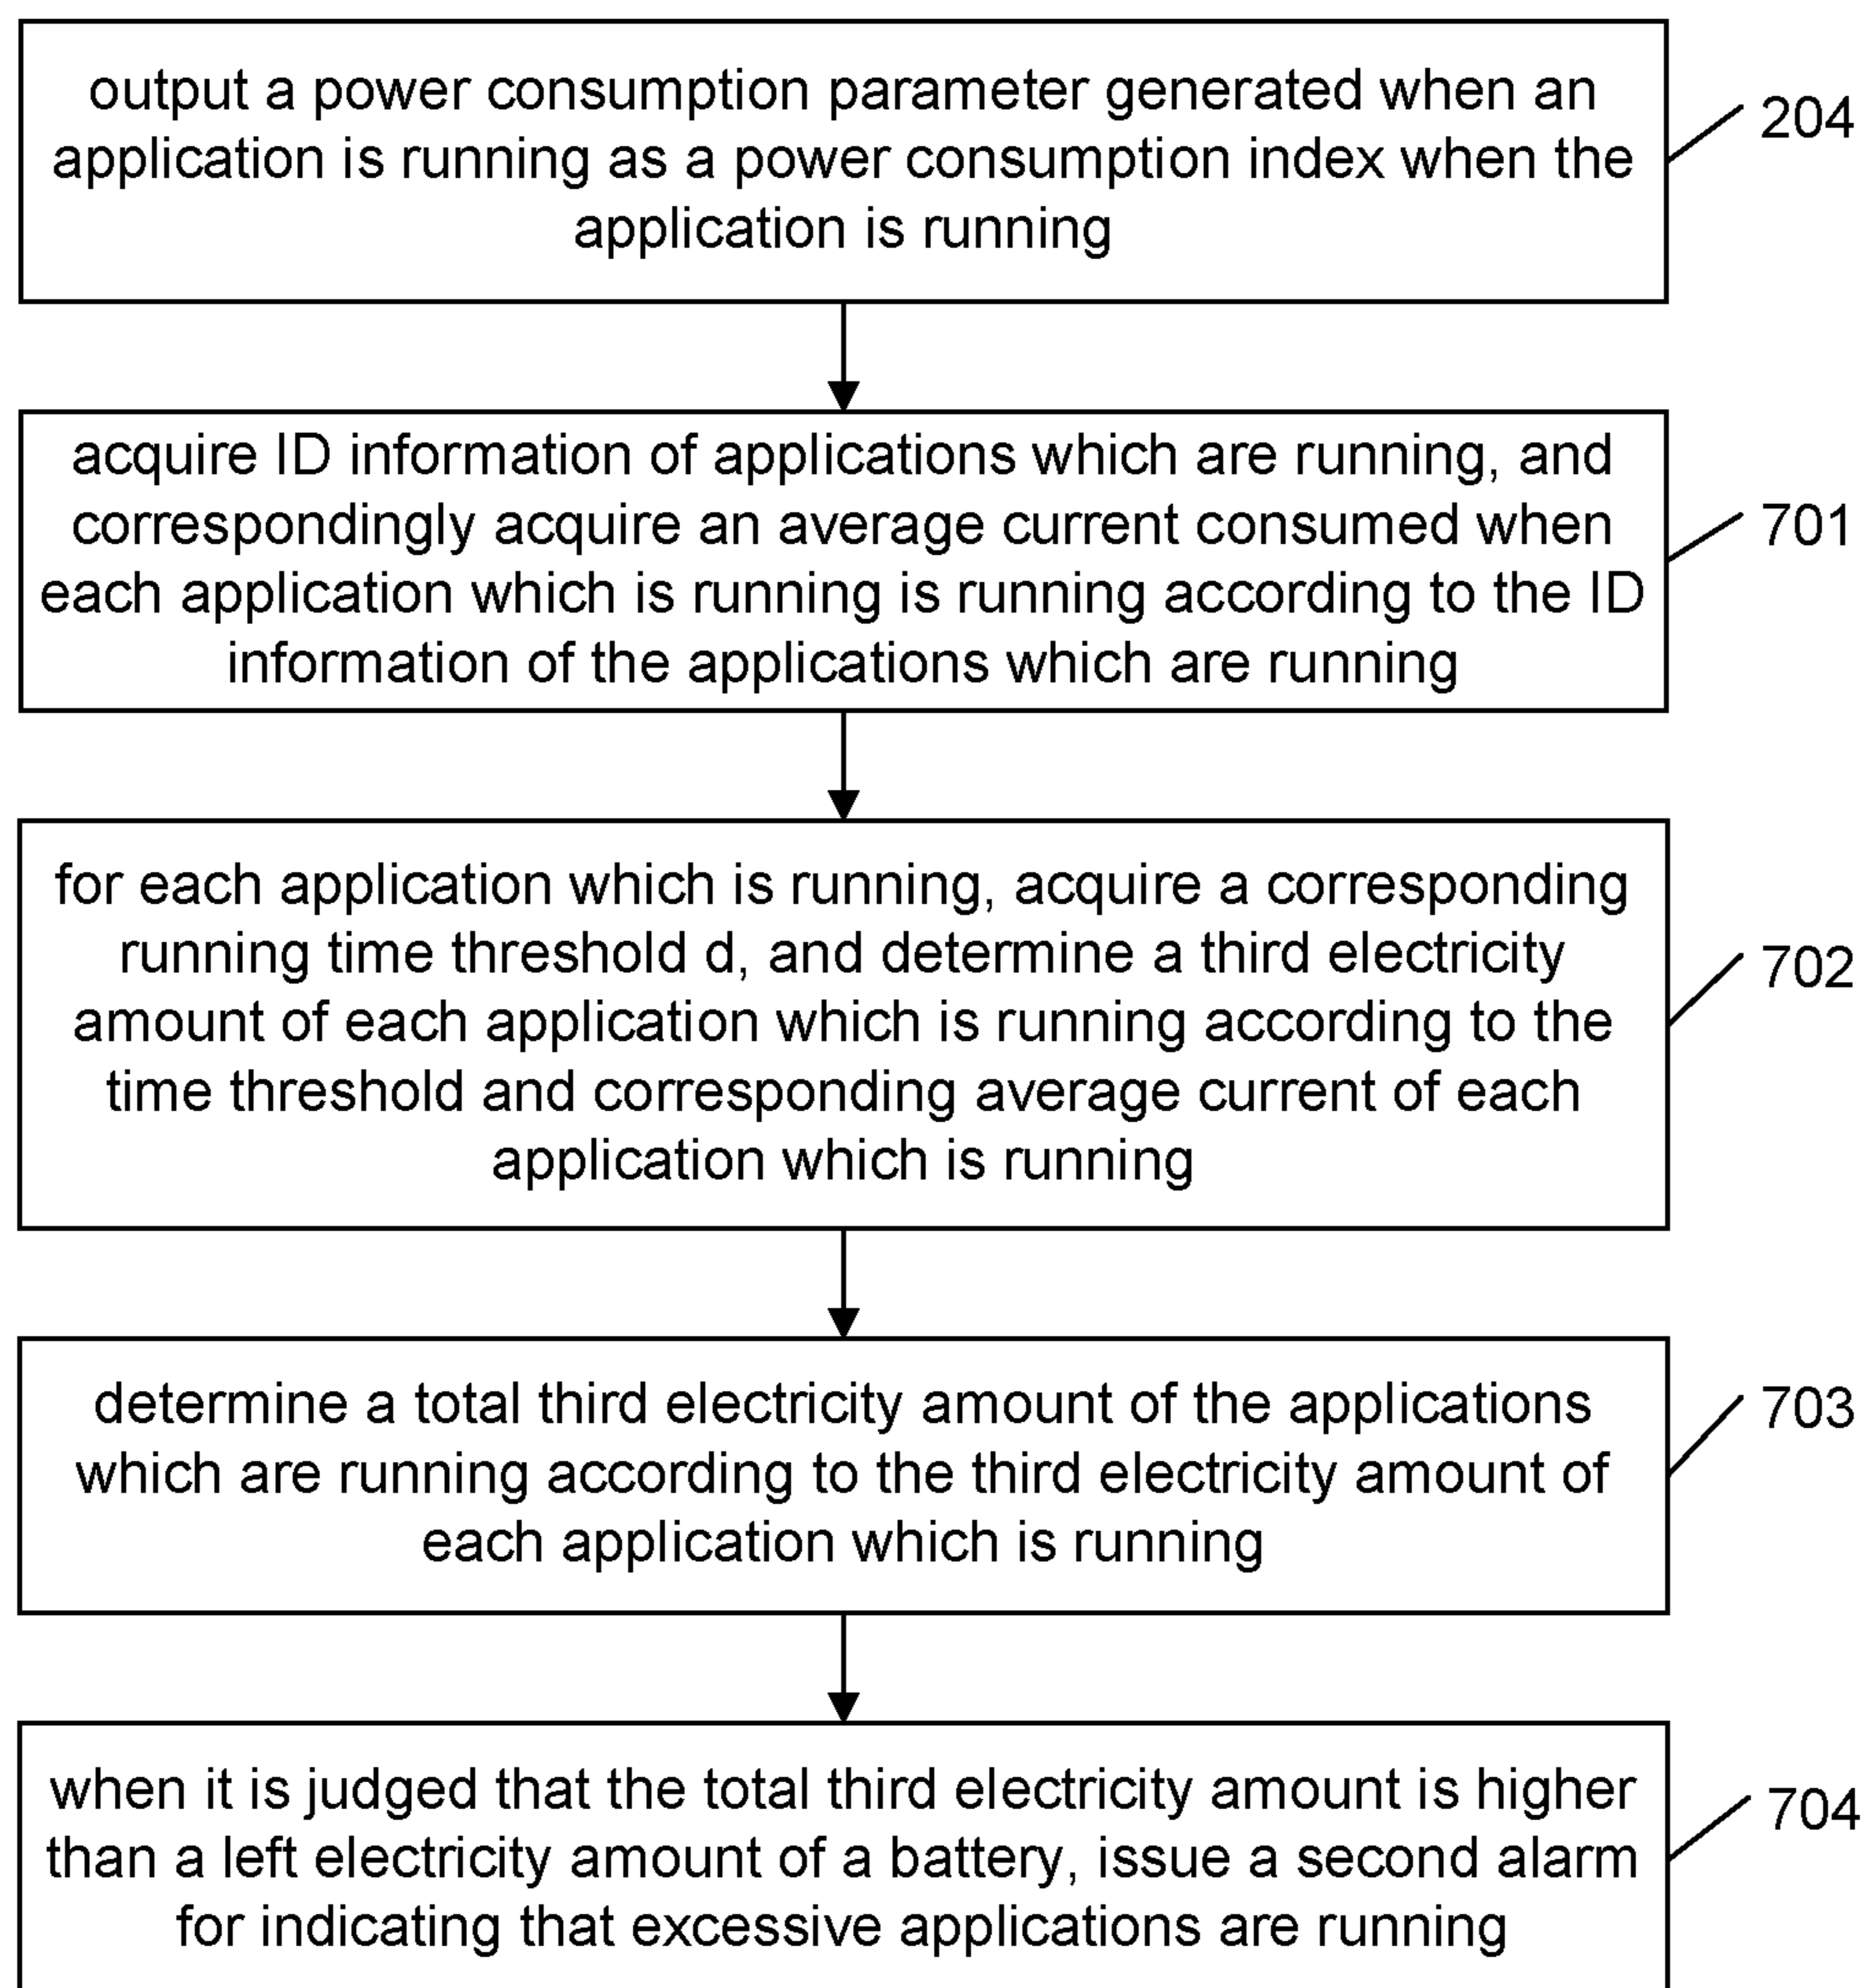 output a power consumption parameter generated when an
application is running as a power consumption index when the
application is running
204
acquire ID information of applications which are running, and
correspondingly acquire an average current consumed when
each application which is running is running according to the ID
information of the applications which are running
701
for each application which is running, acquire a corresponding
running time threshold d, and determine a third electricity
amount of each application which is running according to the
time threshold and corresponding average current of each
application which is running
702
determine a total third electricity amount of the applications
which are running according to the third electricity amount of
each application which is running
703
when it is judged that the total third electricity amount is higher
than a left electricity amount of a battery, issue a second alarm
for indicating that excessive applications are running
704